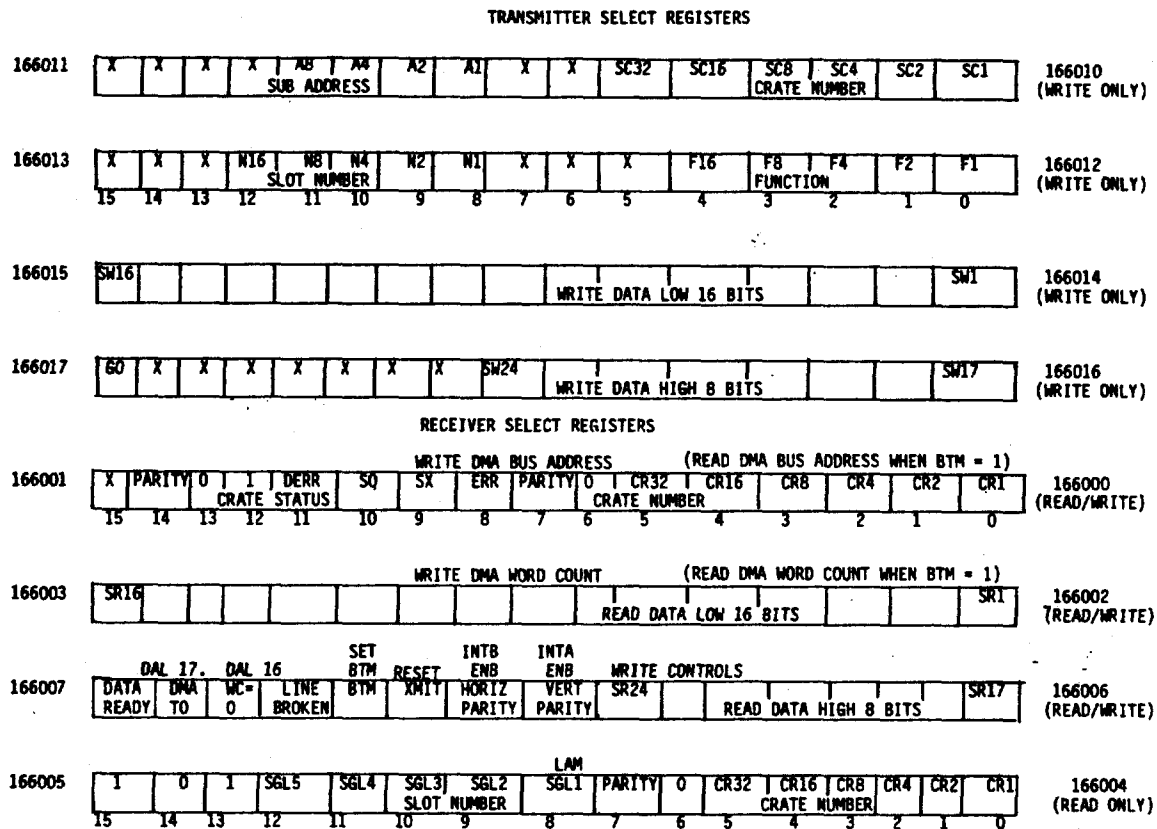 TRANSMITTER SELECT REGISTERS
166011 X X X X A8 A4 A2 A1 X X SC32 SC16 SC8 SC4 SC2 SC1 166010
SUB ADDRESS CRATE NUMBER (WRITE ONLY)
166013 X X X N16 N8 N4 N2 N1 X X X F16 F8 F4 F2 F1 166012
SLOT NUMBER FUNCTION (WRITE ONLY)
15 14 13 12 11 10 9 8 7 6 5 4 3 2 1 0
166015 SW16 SW1 166014
WRITE DATA LOW 16 BITS (WRITE ONLY)
166017 GO X X X X X X X SW24 SW17 166016
WRITE DATA HIGH 8 BITS (WRITE ONLY)
RECEIVER SELECT REGISTERS
WRITE DMA BUS ADDRESS (READ DMA BUS ADDRESS WHEN BTM = 1)
166001 X PARITY 0 1 DERR SQ SX ERR PARITY 0 CR32 CR16 CR8 CR4 CR2 CR1 166000
CRATE STATUS CRATE NUMBER (READ/WRITE)
15 14 13 12 11 10 9 8 7 6 5 4 3 2 1 0
WRITE DMA WORD COUNT (READ DMA WORD COUNT WHEN BTM = 1)
166003 SR16 SR1 166002
READ DATA LOW 16 BITS (READ/WRITE)
SET INTB INTA
DAL 17. DAL 16 BTM RESET ENB ENB WRITE CONTROLS
166007 DATA DMA WC= LINE BTM XMIT HORIZ VERT SR24 SR17 166006
READY TO 0 BROKEN PARITY PARITY READ DATA HIGH 8 BITS (READ/WRITE)
LAM
166005 1 0 1 SGL5 SGL4 SGL3 SGL2 SGL1 PARITY 0 CR32 CR16 CR8 CR4 CR2 CR1 166004
SLOT NUMBER CRATE NUMBER (READ ONLY)
15 14 13 12 11 10 9 8 7 6 5 4 3 2 1 0